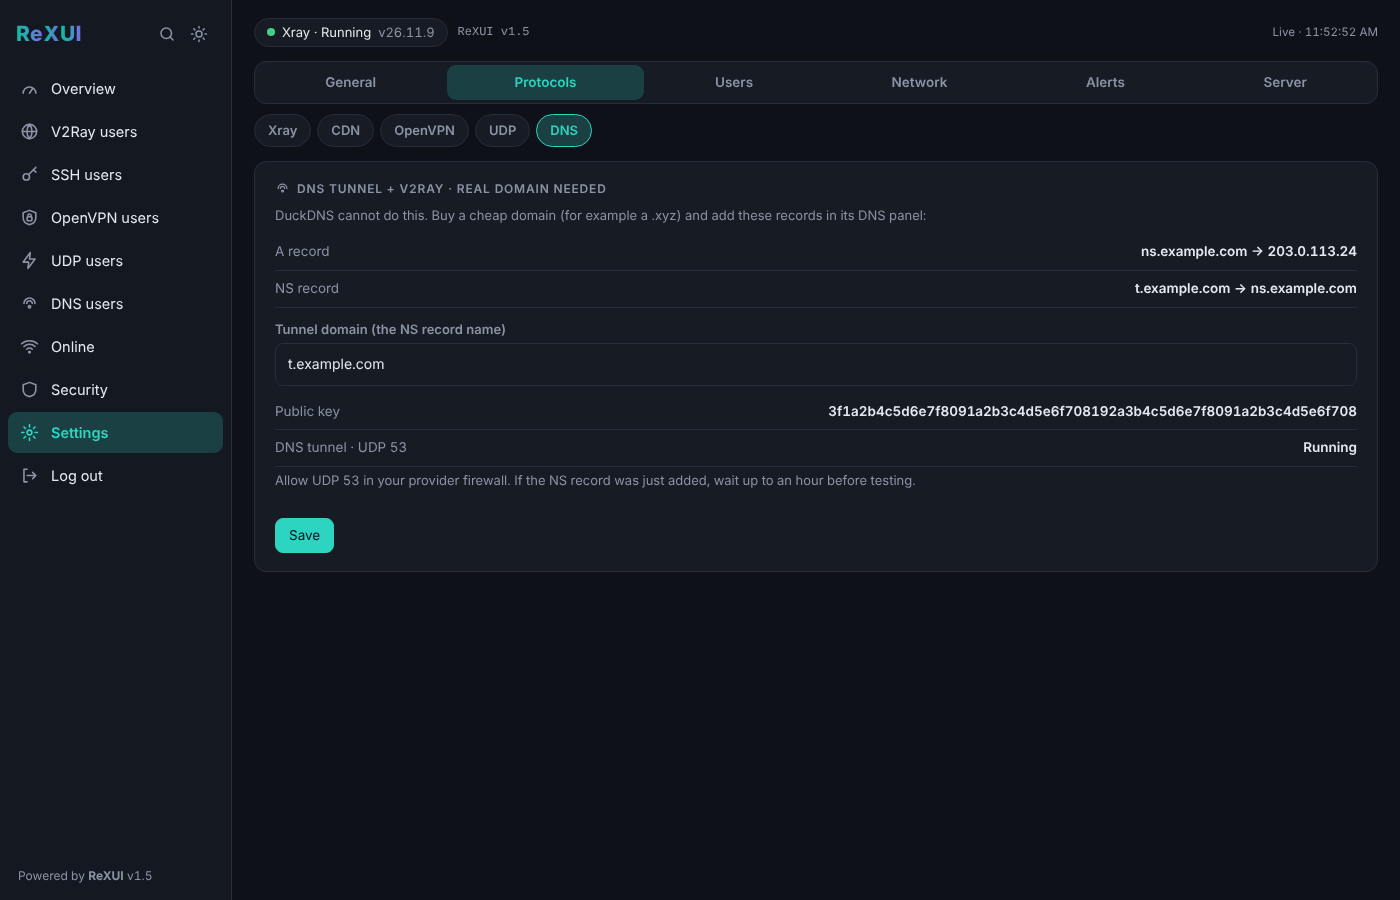 ReXUI
Overview
V2Ray users
SSH users
OpenVPN users
UDP users
DNS users
Online
Security
Settings
Log out
Powered by ReXUI v1.5
Xray · Running v26.11.9
ReXUI v1.5
Live · 11:52:52 AM
General
Protocols
Users
Network
Alerts
Server
Xray
CDN
OpenVPN
UDP
DNS
DNS TUNNEL + V2RAY · REAL DOMAIN NEEDED
DuckDNS cannot do this. Buy a cheap domain (for example a .xyz) and add these records in its DNS panel:
A record ns.example.com → 203.0.113.24
NS record t.example.com → ns.example.com
Tunnel domain (the NS record name)
t.example.com
Public key 3f1a2b4c5d6e7f8091a2b3c4d5e6f708192a3b4c5d6e7f8091a2b3c4d5e6f708
DNS tunnel · UDP 53 Running
Allow UDP 53 in your provider firewall. If the NS record was just added, wait up to an hour before testing.
Save